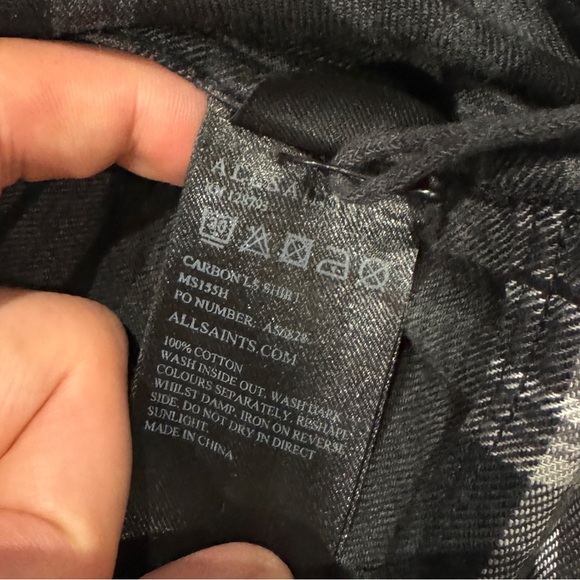 ALLSAINTS
CARBON LS SHIRT
MS155H
PO NUMBER:
ALLSAINTS.COM
100% COTTON
WASH INSIDE OUT. WASH DARK
COLOURS SEPARATELY. RESHAPE
WHILST DAMP. IRON ON REVERSE
SIDE. DO NOT DRY IN DIRECT
SUNLIGHT.
MADE IN CHINA